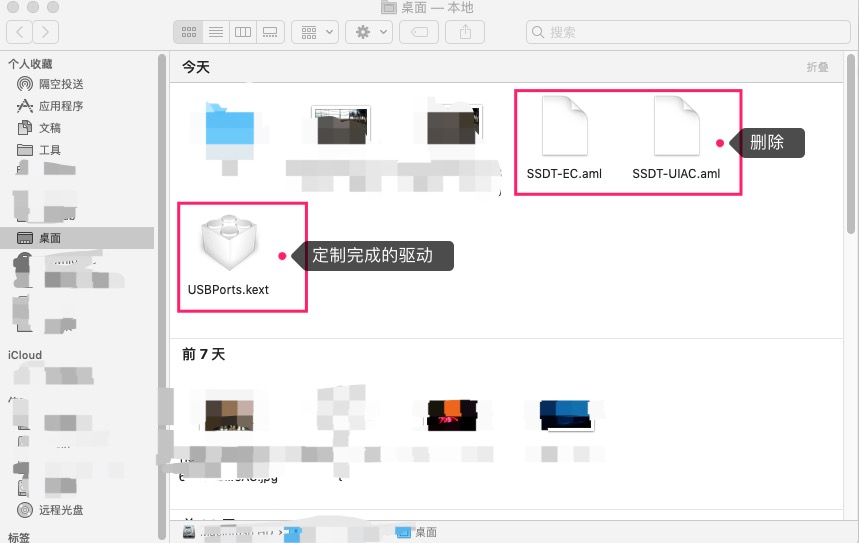 桌面 — 本地
搜索
个人收藏
隔空投送
应用程序
文稿
工具
桌面
iCloud
远程光盘
标签
今天
折叠
SSDT-EC.aml
SSDT-UIAC.aml
删除
USBPorts.kext
定制完成的驱动
前 7 天
桌面